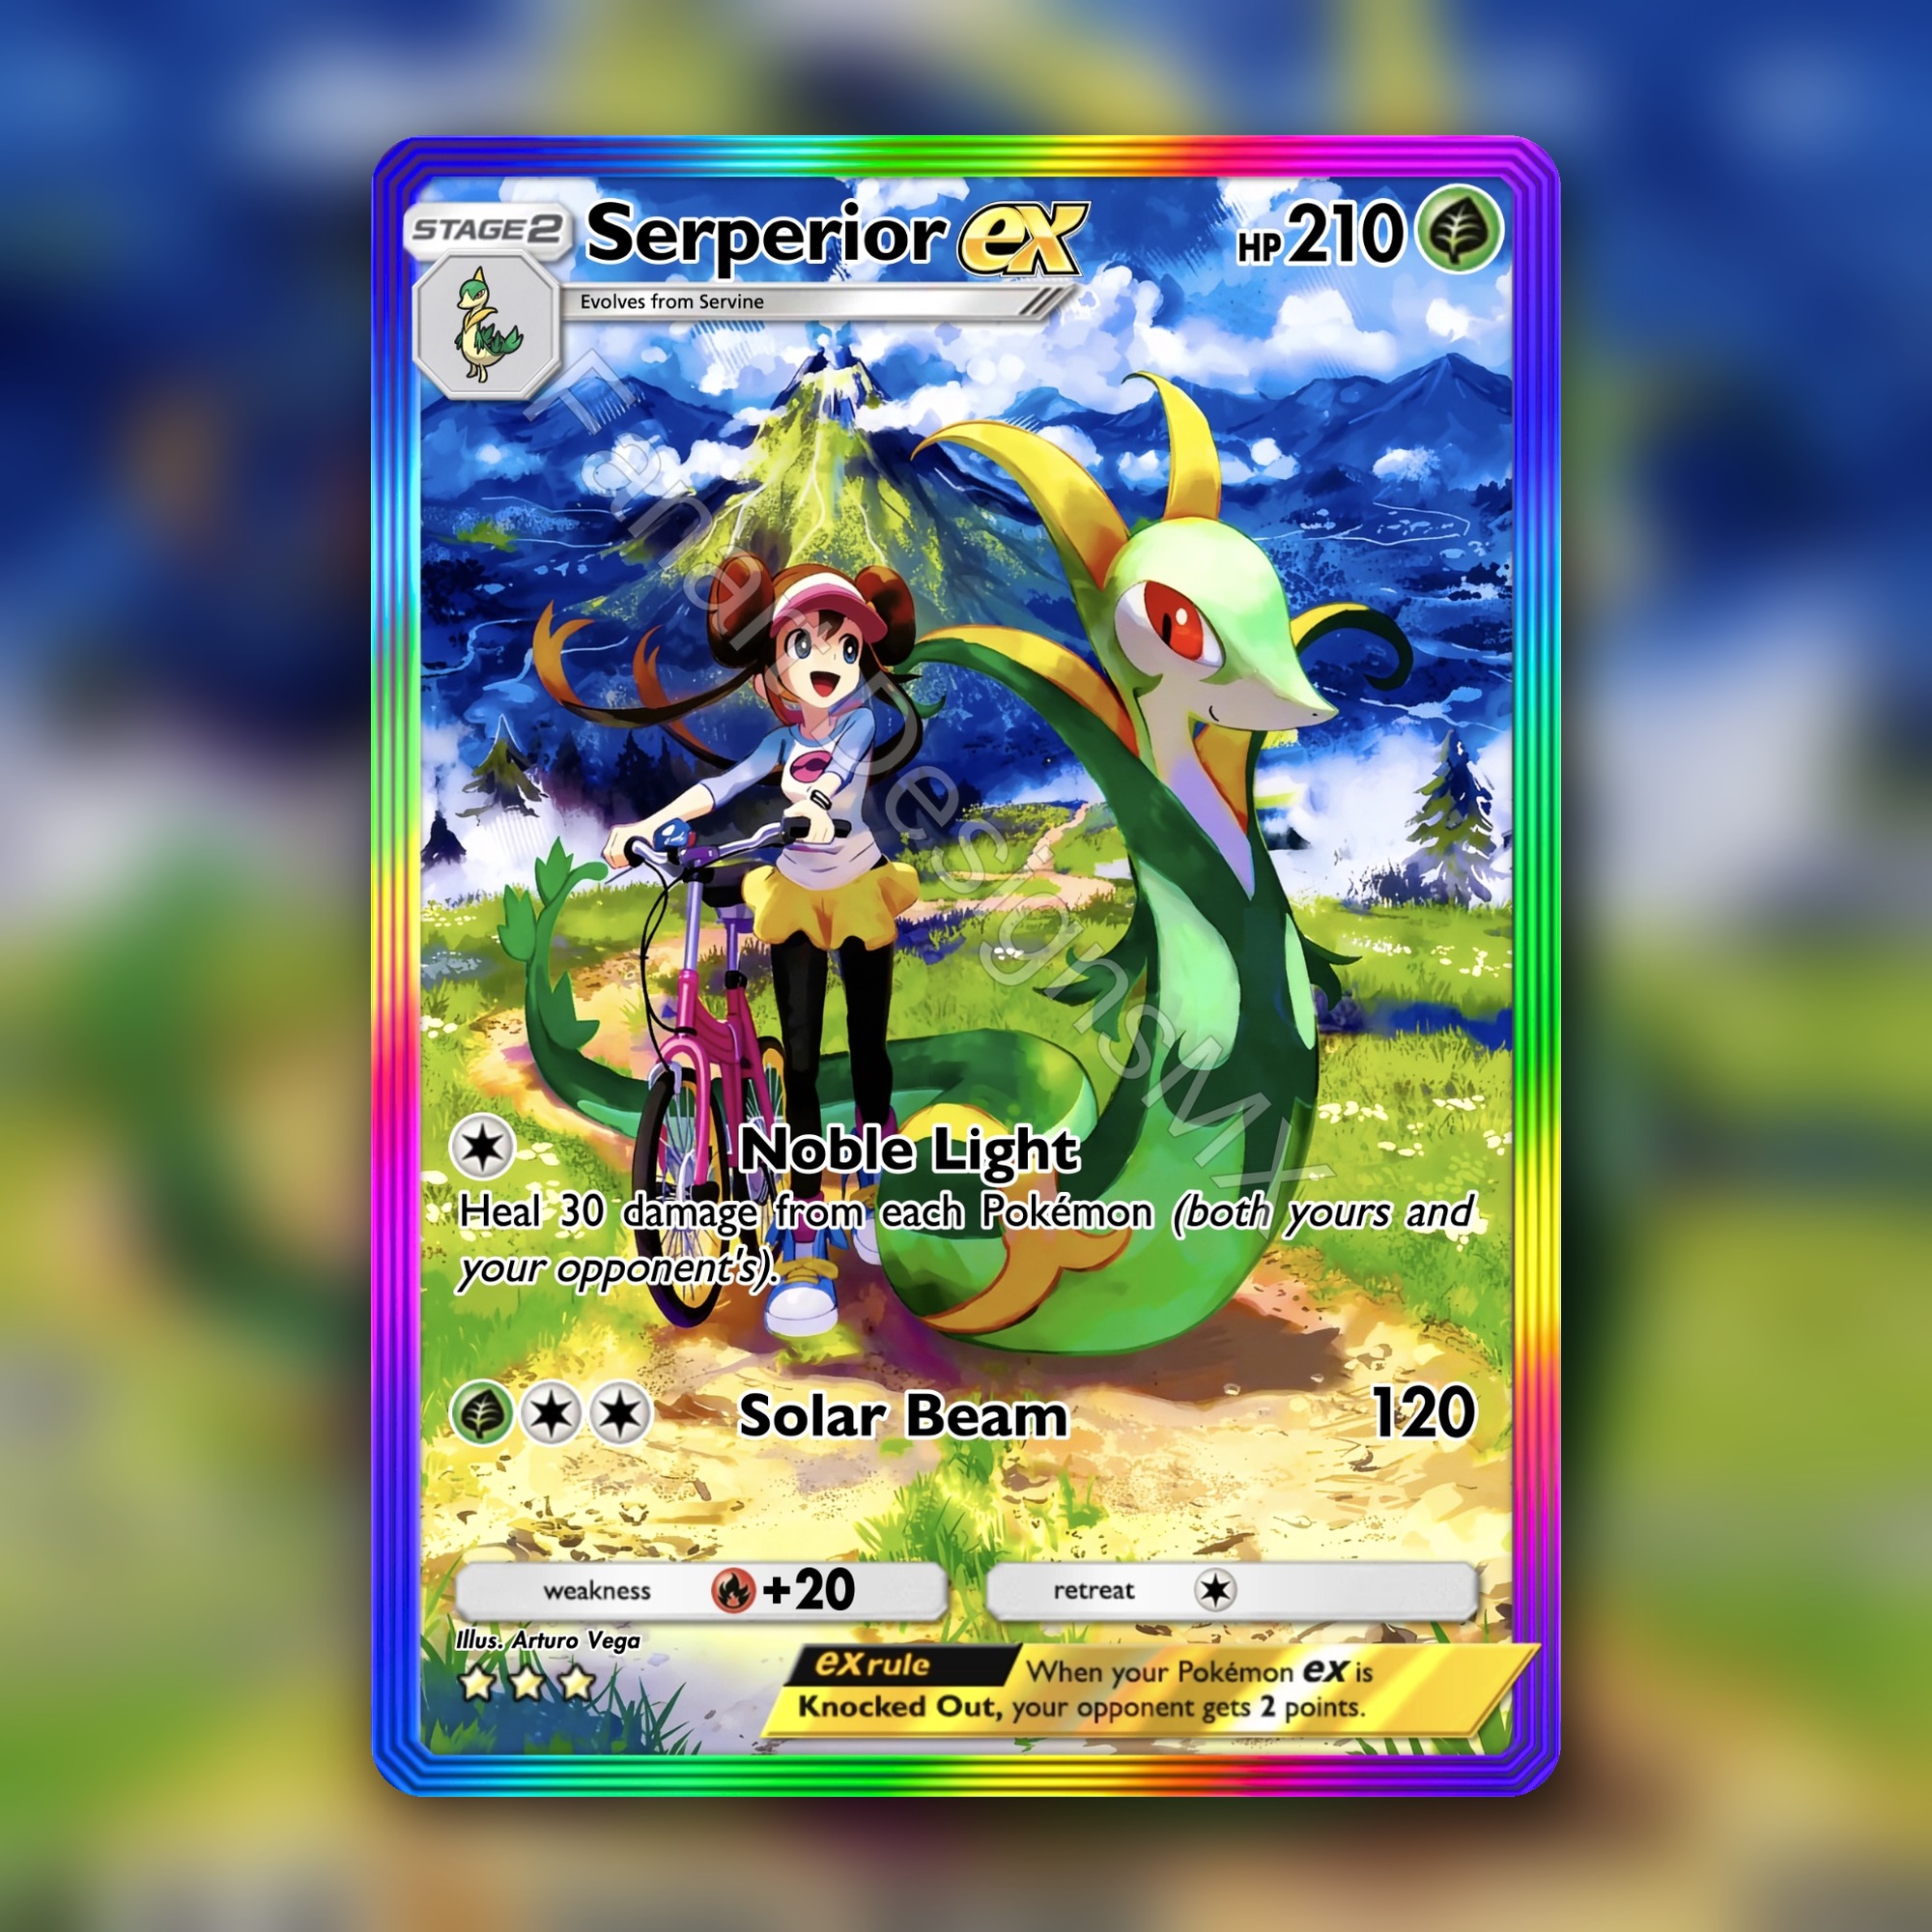 STAGE2 Serperior ex HP 210
Evolves from Servine
FanartDesignsMX
Noble Light
Heal 30 damage from each Pokémon (both yours and
your opponent's).
Solar Beam 120
weakness +20 retreat
Illus. Arturo Vega
ex rule When your Pokémon ex is
Knocked Out, your opponent gets 2 points.